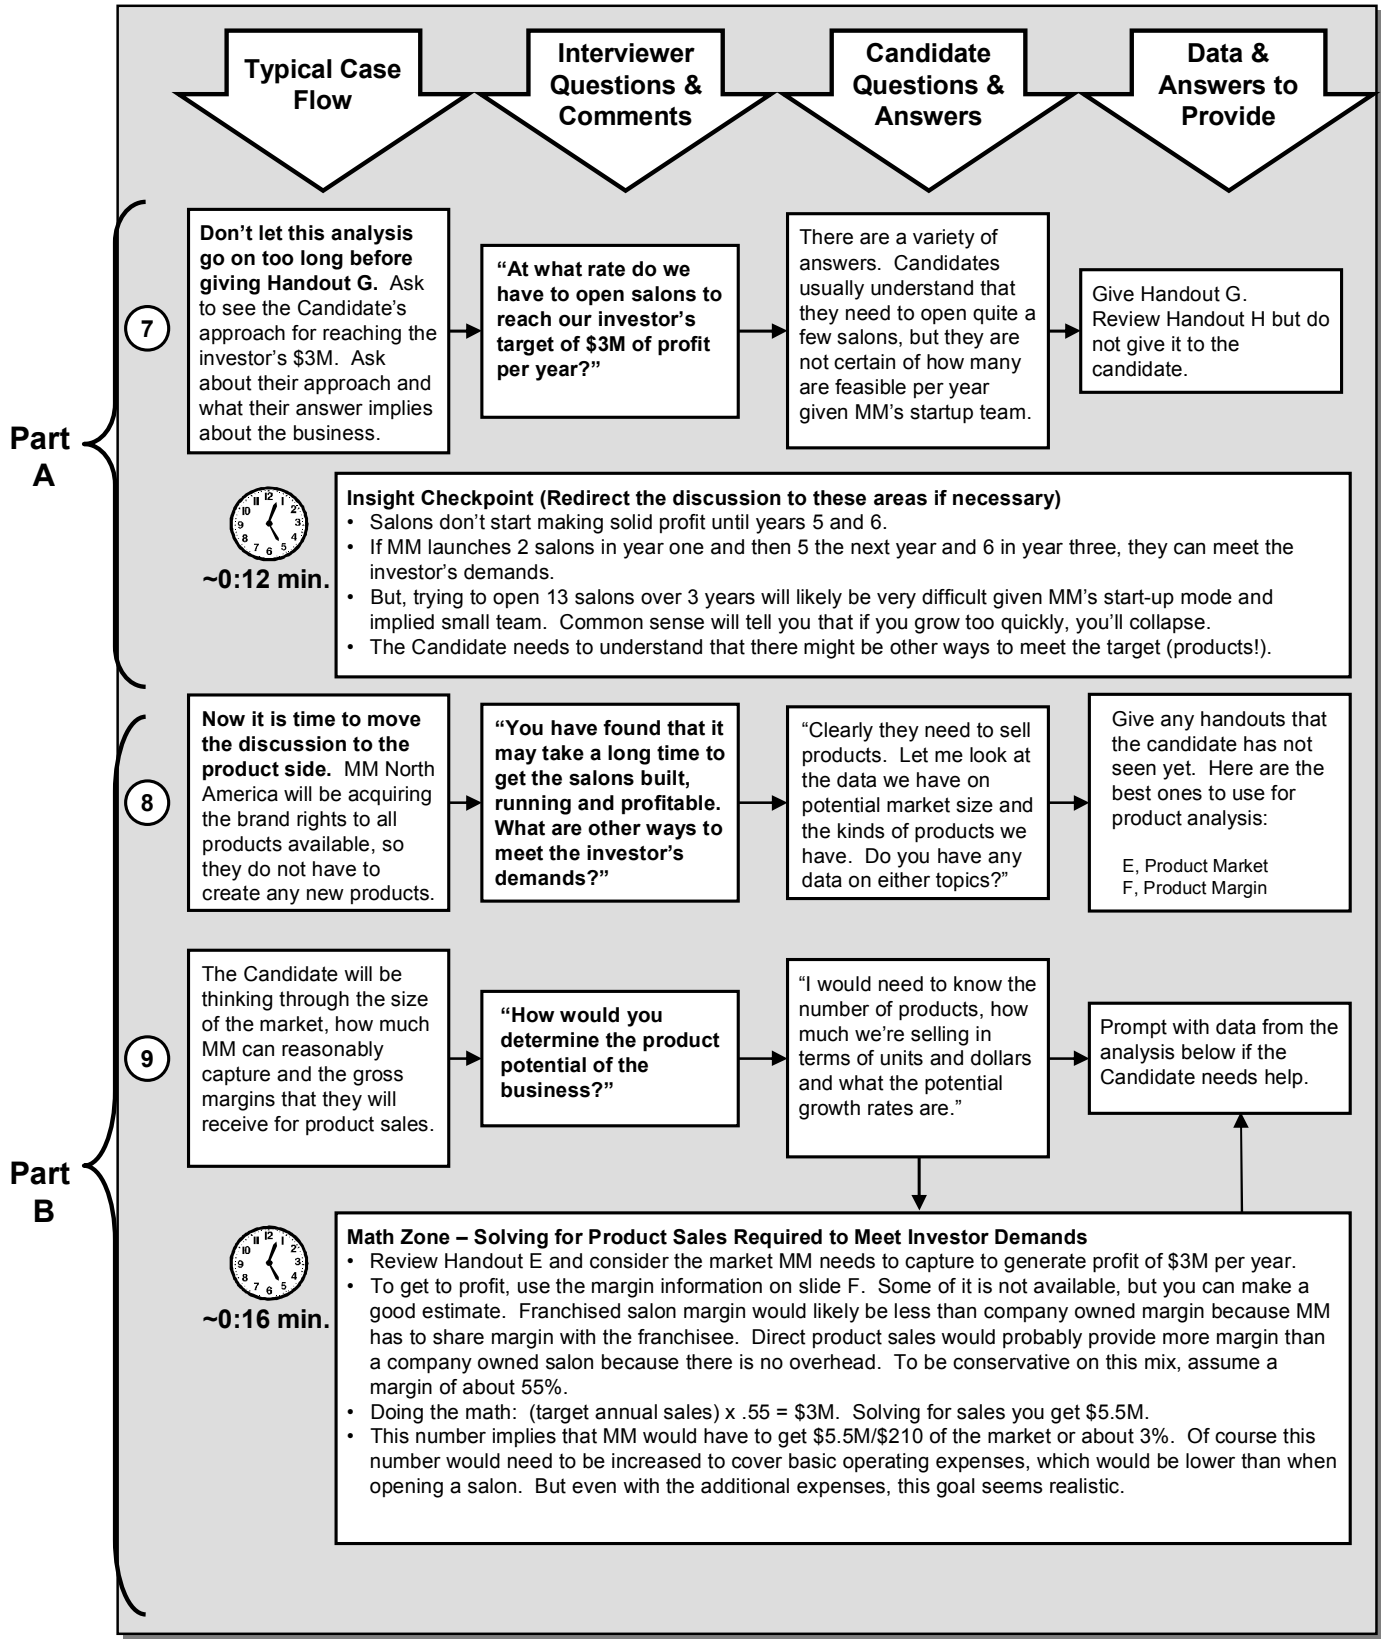 Typical Case
Flow
Interviewer
Questions &
Comments
Candidate
Questions &
Answers
Data &
Answers to
Provide
Part
A
7
Don’t let this analysis
go on too long before
giving Handout G.  Ask
to see the Candidate’s
approach for reaching the
investor’s $3M.  Ask
about their approach and
what their answer implies
about the business.
“At what rate do we
have to open salons to
reach our investor’s
target of $3M of profit
per year?”
There are a variety of
answers.  Candidates
usually understand that
they need to open quite a
few salons, but they are
not certain of how many
are feasible per year
given MM’s startup team.
Give Handout G.
Review Handout H but do
not give it to the
candidate.
12
1
2
3
4
5
6
7
8
9
10
11
~0:12 min.
Insight Checkpoint (Redirect the discussion to these areas if necessary)
• Salons don’t start making solid profit until years 5 and 6.
• If MM launches 2 salons in year one and then 5 the next year and 6 in year three, they can meet the
investor’s demands.
• But, trying to open 13 salons over 3 years will likely be very difficult given MM’s start-up mode and
implied small team.  Common sense will tell you that if you grow too quickly, you’ll collapse.
• The Candidate needs to understand that there might be other ways to meet the target (products!).
Part
B
8
Now it is time to move
the discussion to the
product side.  MM North
America will be acquiring
the brand rights to all
products available, so
they do not have to
create any new products.
“You have found that it
may take a long time to
get the salons built,
running and profitable.
What are other ways to
meet the investor’s
demands?”
“Clearly they need to sell
products.  Let me look at
the data we have on
potential market size and
the kinds of products we
have.  Do you have any
data on either topics?”
Give any handouts that
the candidate has not
seen yet.  Here are the
best ones to use for
product analysis:
E, Product Market
F, Product Margin
9
The Candidate will be
thinking through the size
of the market, how much
MM can reasonably
capture and the gross
margins that they will
receive for product sales.
“How would you
determine the product
potential of the
business?”
“I would need to know the
number of products, how
much we’re selling in
terms of units and dollars
and what the potential
growth rates are.”
Prompt with data from the
analysis below if the
Candidate needs help.
12
1
2
3
4
5
6
7
8
9
10
11
~0:16 min.
Math Zone – Solving for Product Sales Required to Meet Investor Demands
• Review Handout E and consider the market MM needs to capture to generate profit of $3M per year.
• To get to profit, use the margin information on slide F.  Some of it is not available, but you can make a
good estimate.  Franchised salon margin would likely be less than company owned margin because MM
has to share margin with the franchisee.  Direct product sales would probably provide more margin than
a company owned salon because there is no overhead.  To be conservative on this mix, assume a
margin of about 55%.
• Doing the math:  (target annual sales) x .55 = $3M.  Solving for sales you get $5.5M.
• This number implies that MM would have to get $5.5M/$210 of the market or about 3%.  Of course this
number would need to be increased to cover basic operating expenses, which would be lower than when
opening a salon.  But even with the additional expenses, this goal seems realistic.